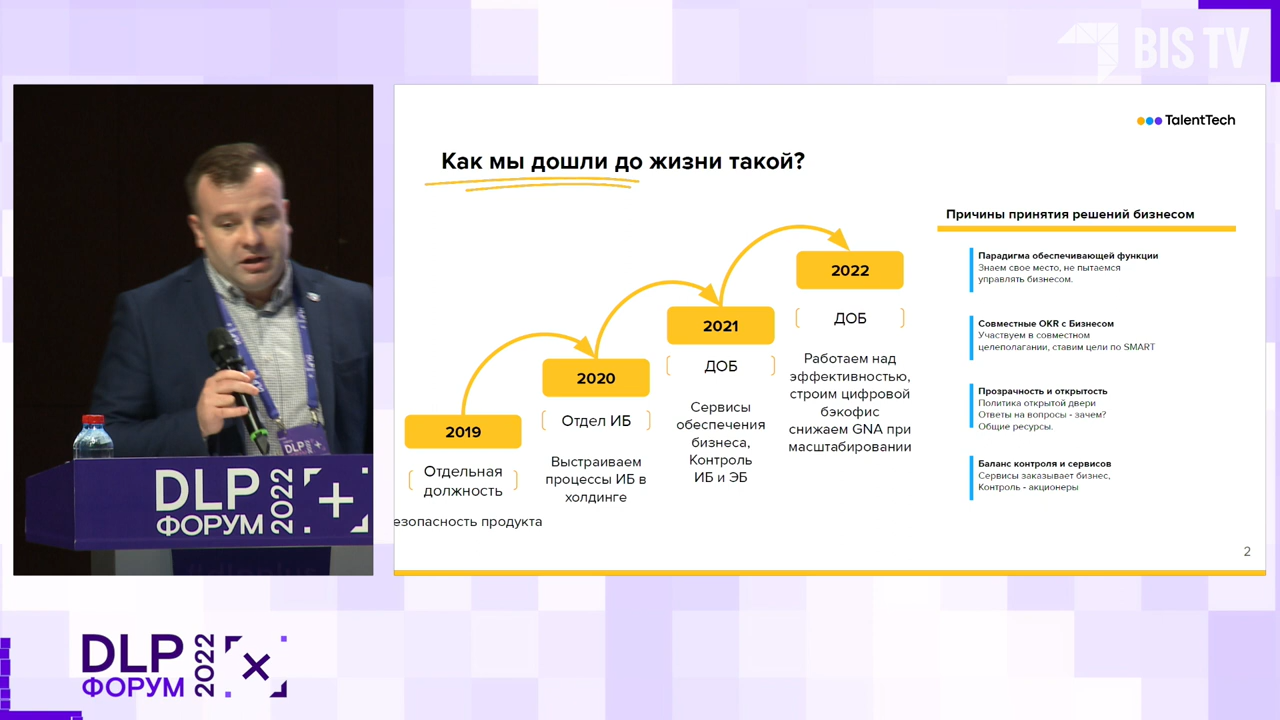 BIS TV
TalentTech
Как мы дошли до жизни такой?
Причины принятия решений бизнесом
2019
Отдельная
должность
езопасность продукта
2020
Отдел ИБ
Выстраиваем
процессы ИБ в
холдинге
2021
ДОБ
Сервисы
обеспечения
бизнеса,
Контроль
ИБ и ЭБ
2022
ДОБ
Работаем над
эффективностью,
строим цифровой
бэкофис
снижаем GNA при
масштабировании
Парадигма обеспечивающей функции
Знаем свое место, не пытаемся
управлять бизнесом.
Совместные OKR с Бизнесом
Участвуем в совместном
целеполагании, ставим цели по SMART
Прозрачность и открытость
Политика открытой двери
Ответы на вопросы - зачем?
Общие ресурсы.
Баланс контроля и сервисов
Сервисы заказывает бизнес,
Контроль - акционеры
2
DLP
ФОРУМ
2022
DLP
DLP
ФОРУМ
2022